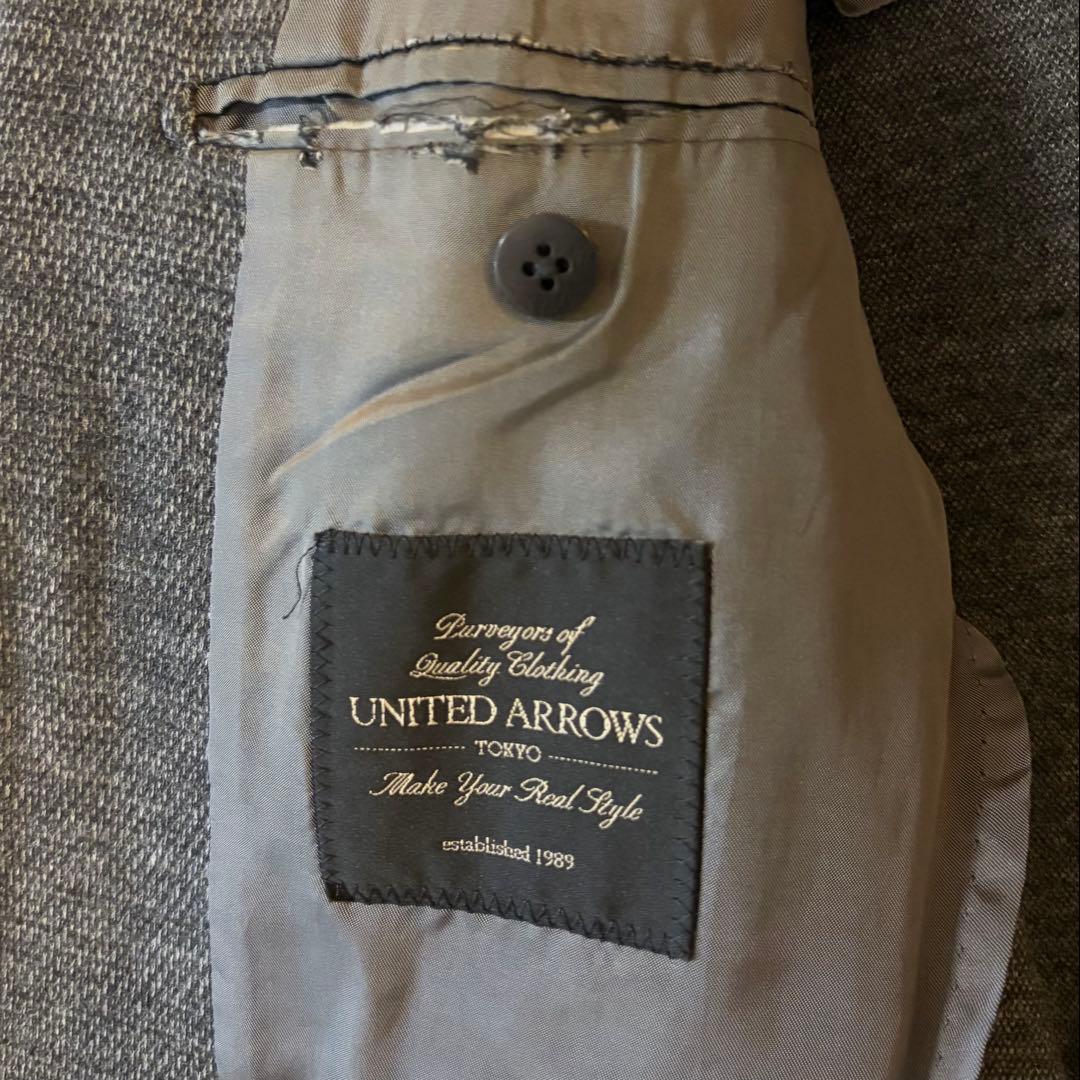 Purveyors of
Quality Clothing
UNITED ARROWS
TOKYO
Make Your Real Style
established 1989